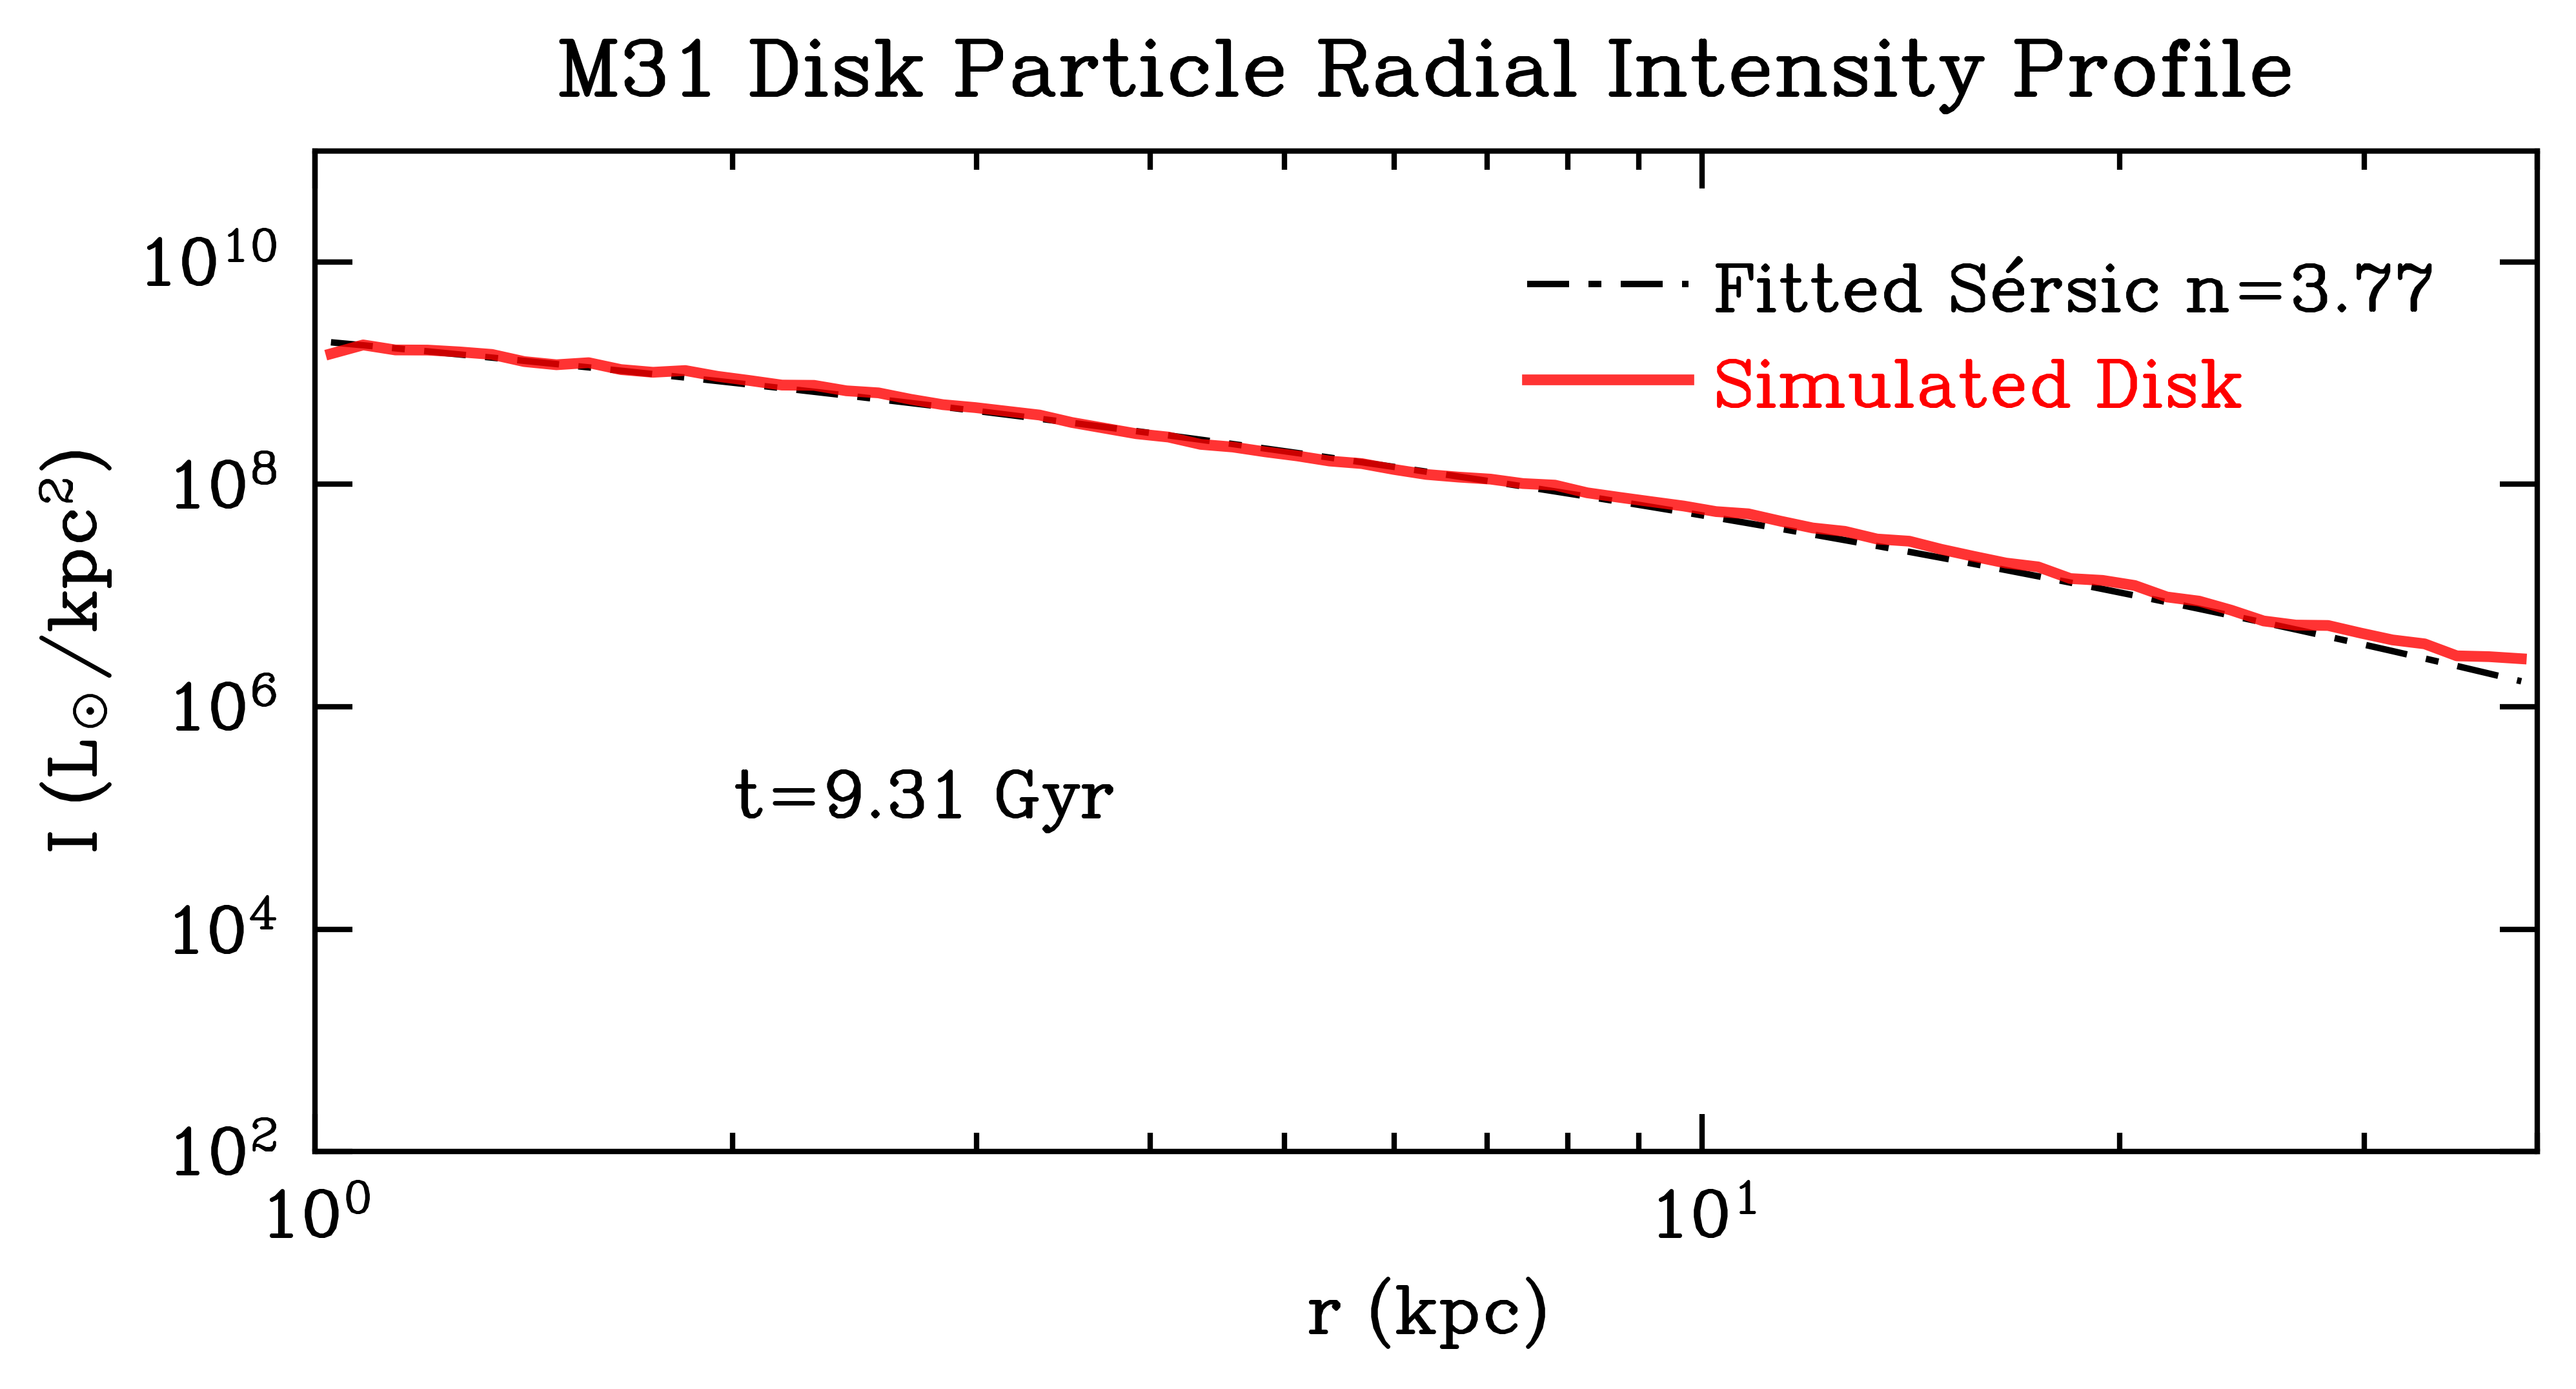 M31 Disk Particle Radial Intensity Profile
10¹⁰
Fitted Sérsic n=3.77
Simulated Disk
10⁸
I (L☉/kpc²)
10⁶
t=9.31 Gyr
10⁴
10²
10⁰
10¹
r (kpc)